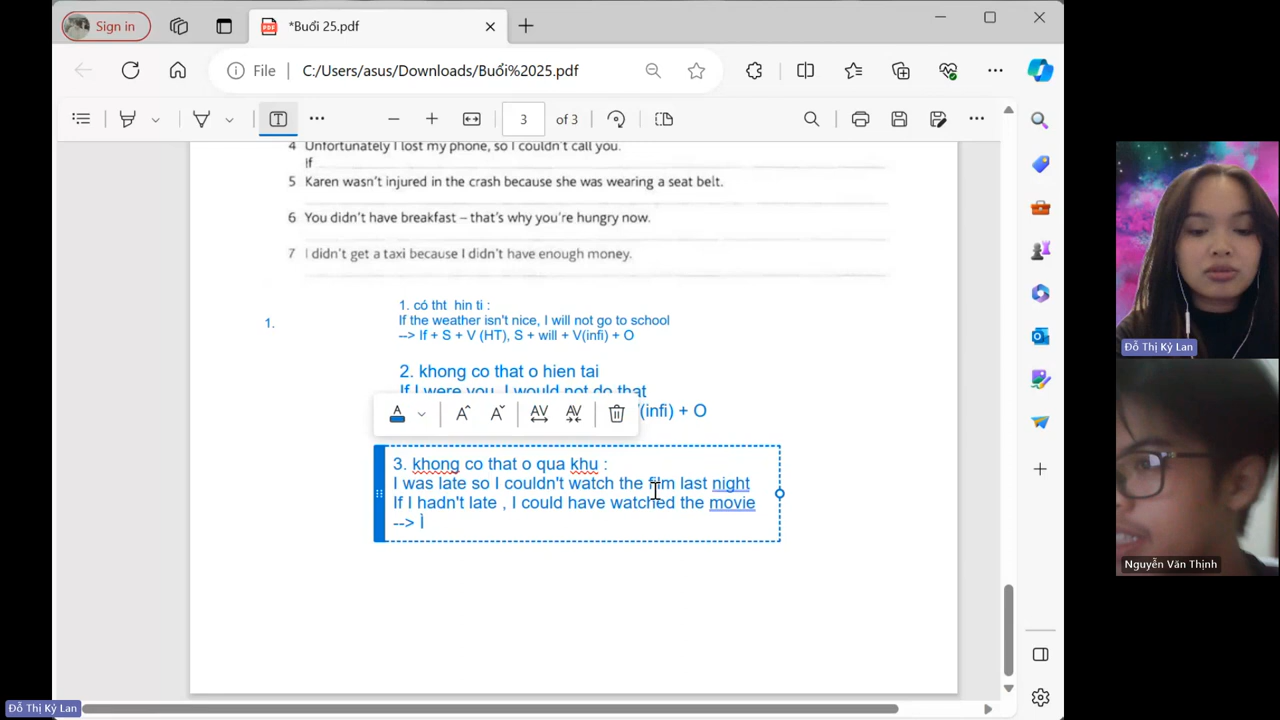 Sign in
*Buổi 25.pdf
File
C:/Users/asus/Downloads/Buổi%2025.pdf
3
of 3
4 Unfortunately I lost my phone, so I couldn't call you.
If
5 Karen wasn't injured in the crash because she was wearing a seat belt.
6 You didn't have breakfast – that's why you're hungry now.
7 I didn't get a taxi because I didn't have enough money.
1.
1. có tht hin ti :
If the weather isn't nice, I will not go to school
--> If + S + V (HT), S + will + V(infi) + O
2. khong co that o hien tai
If I were you, I would not do that
(infi) + O
3. khong co that o qua khu :
I was late so I couldn't watch the film last night
If I hadn't late , I could have watched the movie
--> Ì
Đỗ Thị Kỳ Lan
Nguyễn Văn Thịnh
Đỗ Thị Kỳ Lan